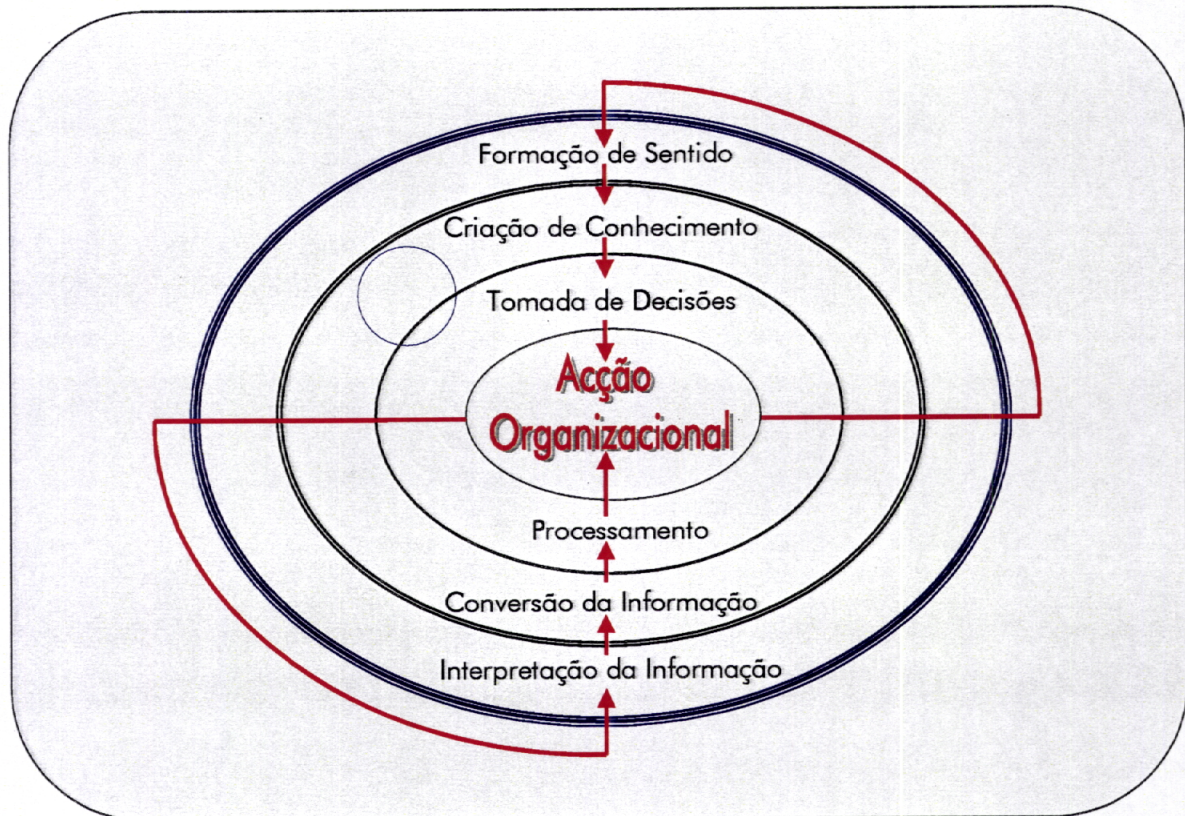 Formação de Sentido
Criação de Conhecimento
Tomada de Decisões
Acção
Organizacional
Processamento
Conversão da Informação
Interpretação da Informação